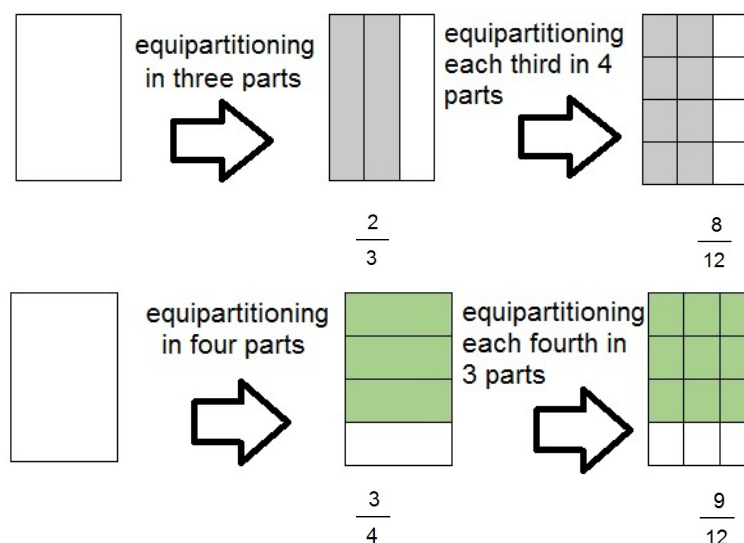 equipartitioning
in three parts
equipartitioning
each third in 4
parts
2
3
8
12
equipartitioning
in four parts
equipartitioning
each fourth in
3 parts
3
4
9
12